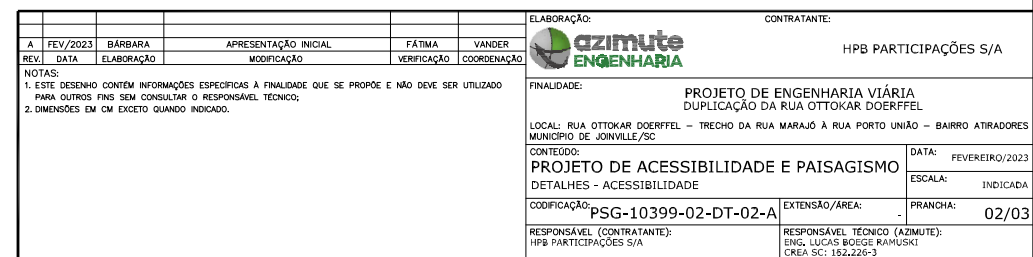 A FEV/2023 BÁRBARA APRESENTAÇÃO INICIAL FÁTIMA VANDER
REV. DATA ELABORAÇÃO MODIFICAÇÃO VERIFICAÇÃO COORDENAÇÃO
NOTAS:
1. ESTE DESENHO CONTÉM INFORMAÇÕES ESPECÍFICAS À FINALIDADE QUE SE PROPÕE E NÃO DEVE SER UTILIZADO
PARA OUTROS FINS SEM CONSULTAR O RESPONSÁVEL TÉCNICO;
2. DIMENSÕES EM CM EXCETO QUANDO INDICADO.
ELABORAÇÃO: CONTRATANTE:
azimute
ENGENHARIA
HPB PARTICIPAÇÕES S/A
FINALIDADE:
PROJETO DE ENGENHARIA VIÁRIA
DUPLICAÇÃO DA RUA OTTOKAR DOERFFEL
LOCAL: RUA OTTOKAR DOERFFEL – TRECHO DA RUA MARAJÓ À RUA PORTO UNIÃO – BAIRRO ATIRADORES
MUNICÍPIO DE JOINVILLE/SC
CONTEÚDO:
PROJETO DE ACESSIBILIDADE E PAISAGISMO
DETALHES - ACESSIBILIDADE
DATA: FEVEREIRO/2023
ESCALA: INDICADA
CODIFICAÇÃO: PSG-10399-02-DT-02-A
EXTENSÃO/ÁREA: -
PRANCHA: 02/03
RESPONSÁVEL (CONTRATANTE):
HPB PARTICIPAÇÕES S/A
RESPONSÁVEL TÉCNICO (AZIMUTE):
ENG. LUCAS BOEGE RAMUSKI
CREA SC: 162.226-3